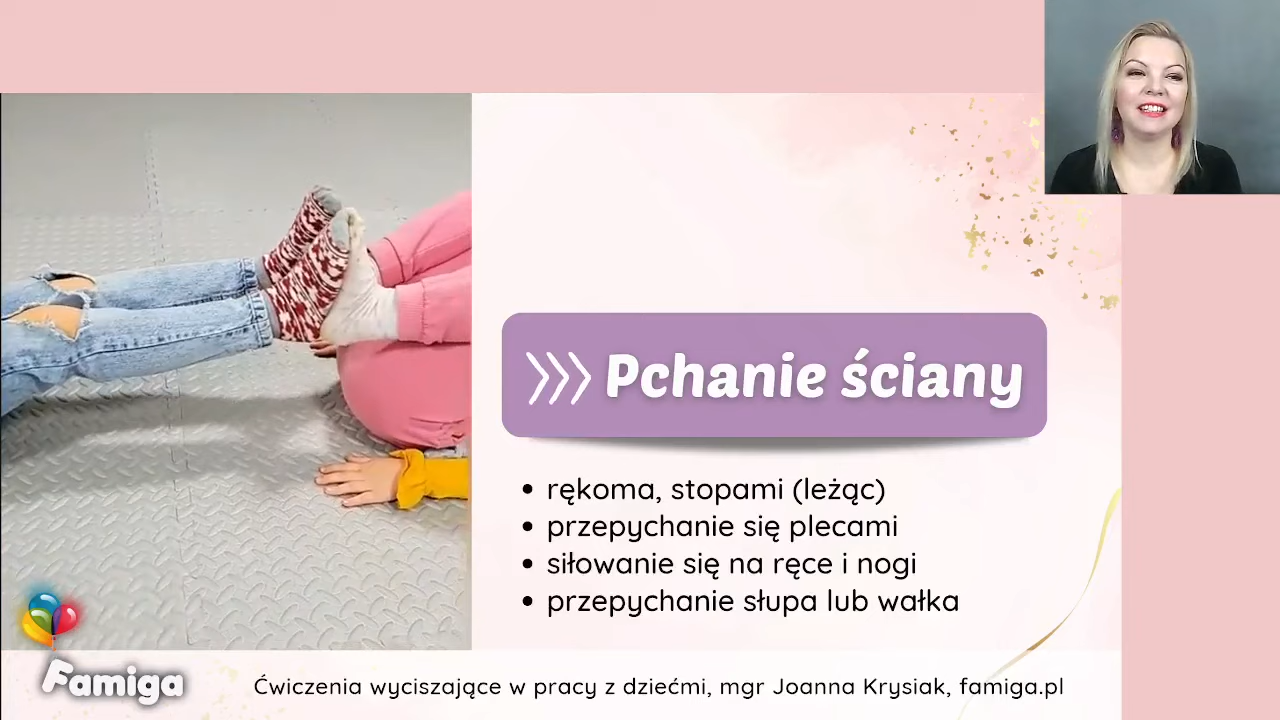 Pchanie ściany
• rękoma, stopami (leżąc)
• przepychanie się plecami
• siłowanie się na ręce i nogi
• przepychanie słupa lub wałka
Famiga
Ćwiczenia wyciszające w pracy z dziećmi, mgr Joanna Krysiak, famiga.pl